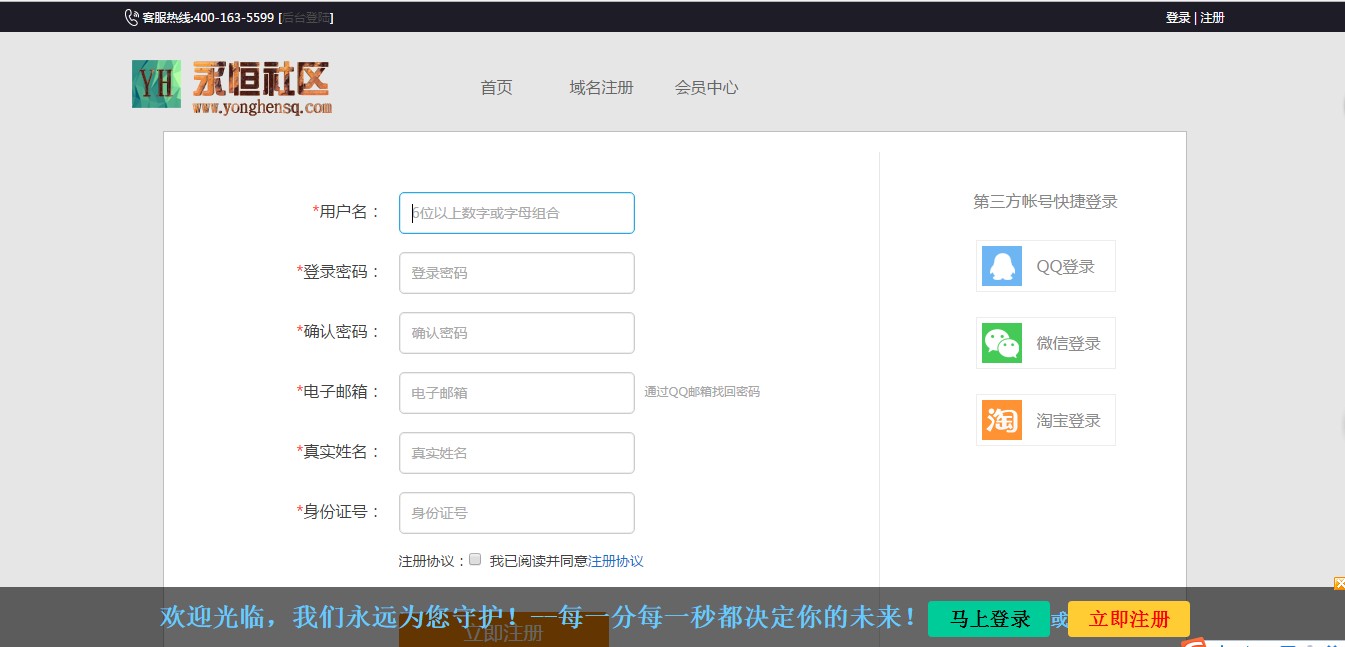 客服热线:400-163-5599 [后台登陆]
登录 | 注册
YH 永恒社区
www.yonghensq.com
首页 域名注册 会员中心
*用户名： 6位以上数字或字母组合
*登录密码： 登录密码
*确认密码： 确认密码
*电子邮箱： 电子邮箱 通过QQ邮箱找回密码
*真实姓名： 真实姓名
*身份证号： 身份证号
注册协议： 我已阅读并同意注册协议
立即注册
第三方帐号快捷登录
QQ登录
微信登录
淘 淘宝登录
欢迎光临，我们永远为您守护！—每一分每一秒都决定你的未来！ 马上登录 或 立即注册